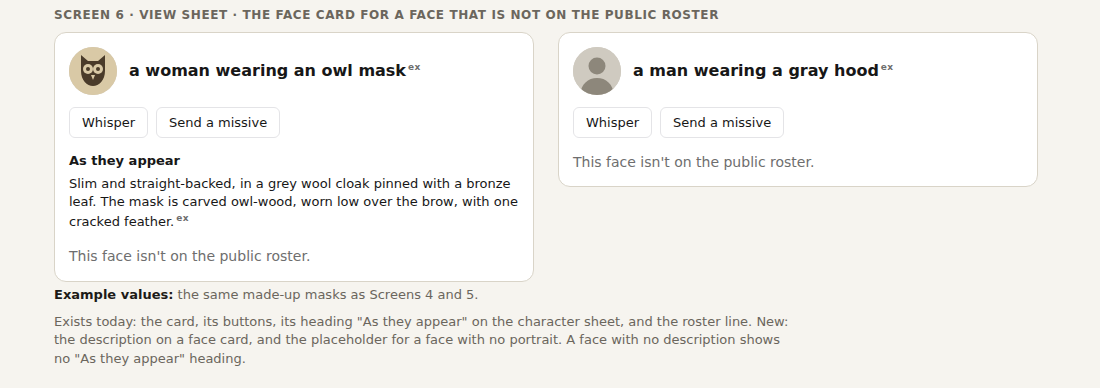 SCREEN 6 · VIEW SHEET · THE FACE CARD FOR A FACE THAT IS NOT ON THE PUBLIC ROSTER
a woman wearing an owl mask ex
Whisper
Send a missive
As they appear
Slim and straight-backed, in a grey wool cloak pinned with a bronze
leaf. The mask is carved owl-wood, worn low over the brow, with one
cracked feather. ex
This face isn't on the public roster.
a man wearing a gray hood ex
Whisper
Send a missive
This face isn't on the public roster.
Example values: the same made-up masks as Screens 4 and 5.
Exists today: the card, its buttons, its heading "As they appear" on the character sheet, and the roster line. New:
the description on a face card, and the placeholder for a face with no portrait. A face with no description shows
no "As they appear" heading.